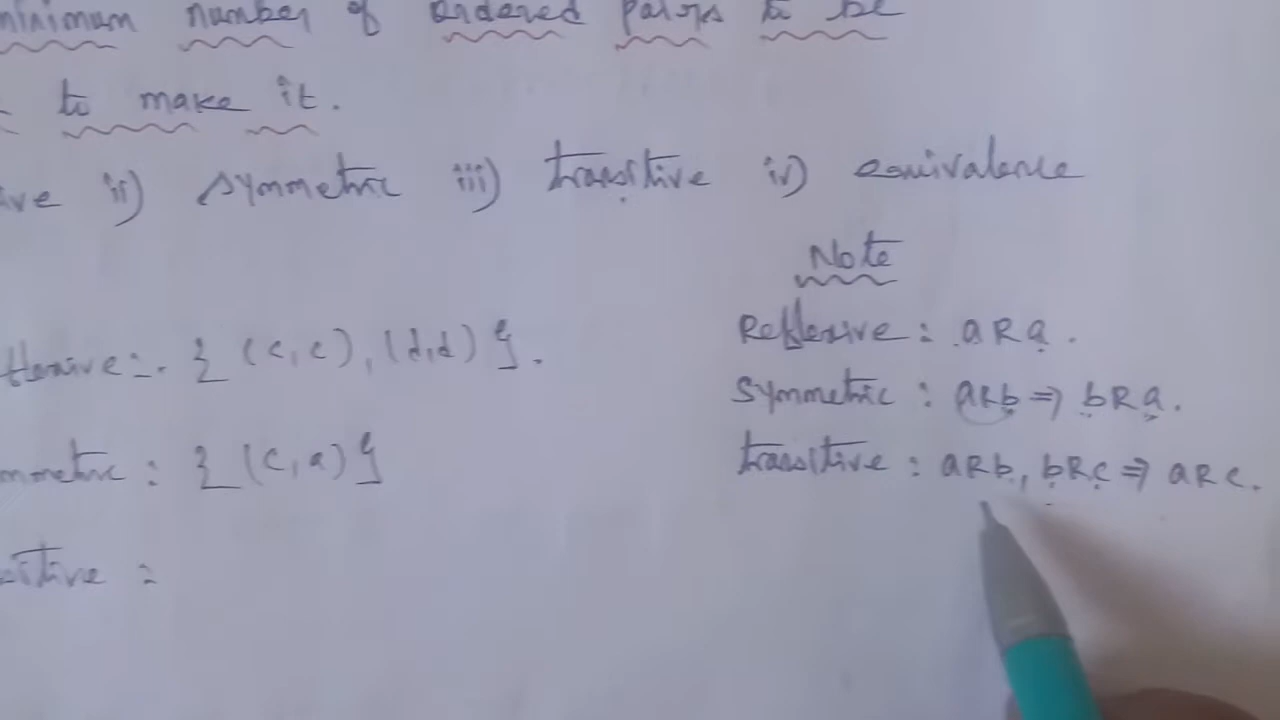 minimum number of ordered pairs to be
to make it.
ive ii) symmetric iii) transitive iv) equivalence
Note
flexive :- { (c,c), (d,d) }.
Reflexive : aRa.
Symmetric : aRb ⇒ bRa.
mmetric : { (c,a) }
transitive : aRb, bRc ⇒ aRc.
sitive :